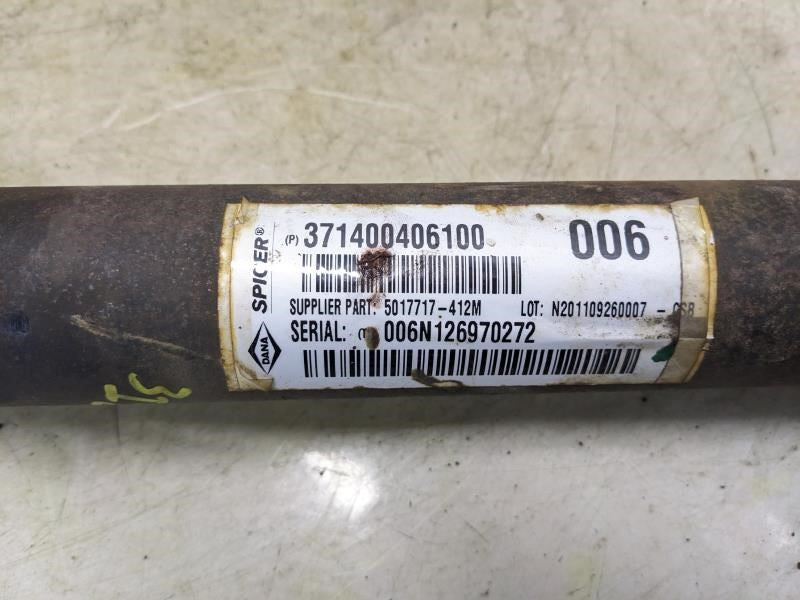 (P) 371400406100 006
SPICER®
DANA
SUPPLIER PART: 5017717-412M LOT: N201109260007 -
SERIAL: 006N126970272